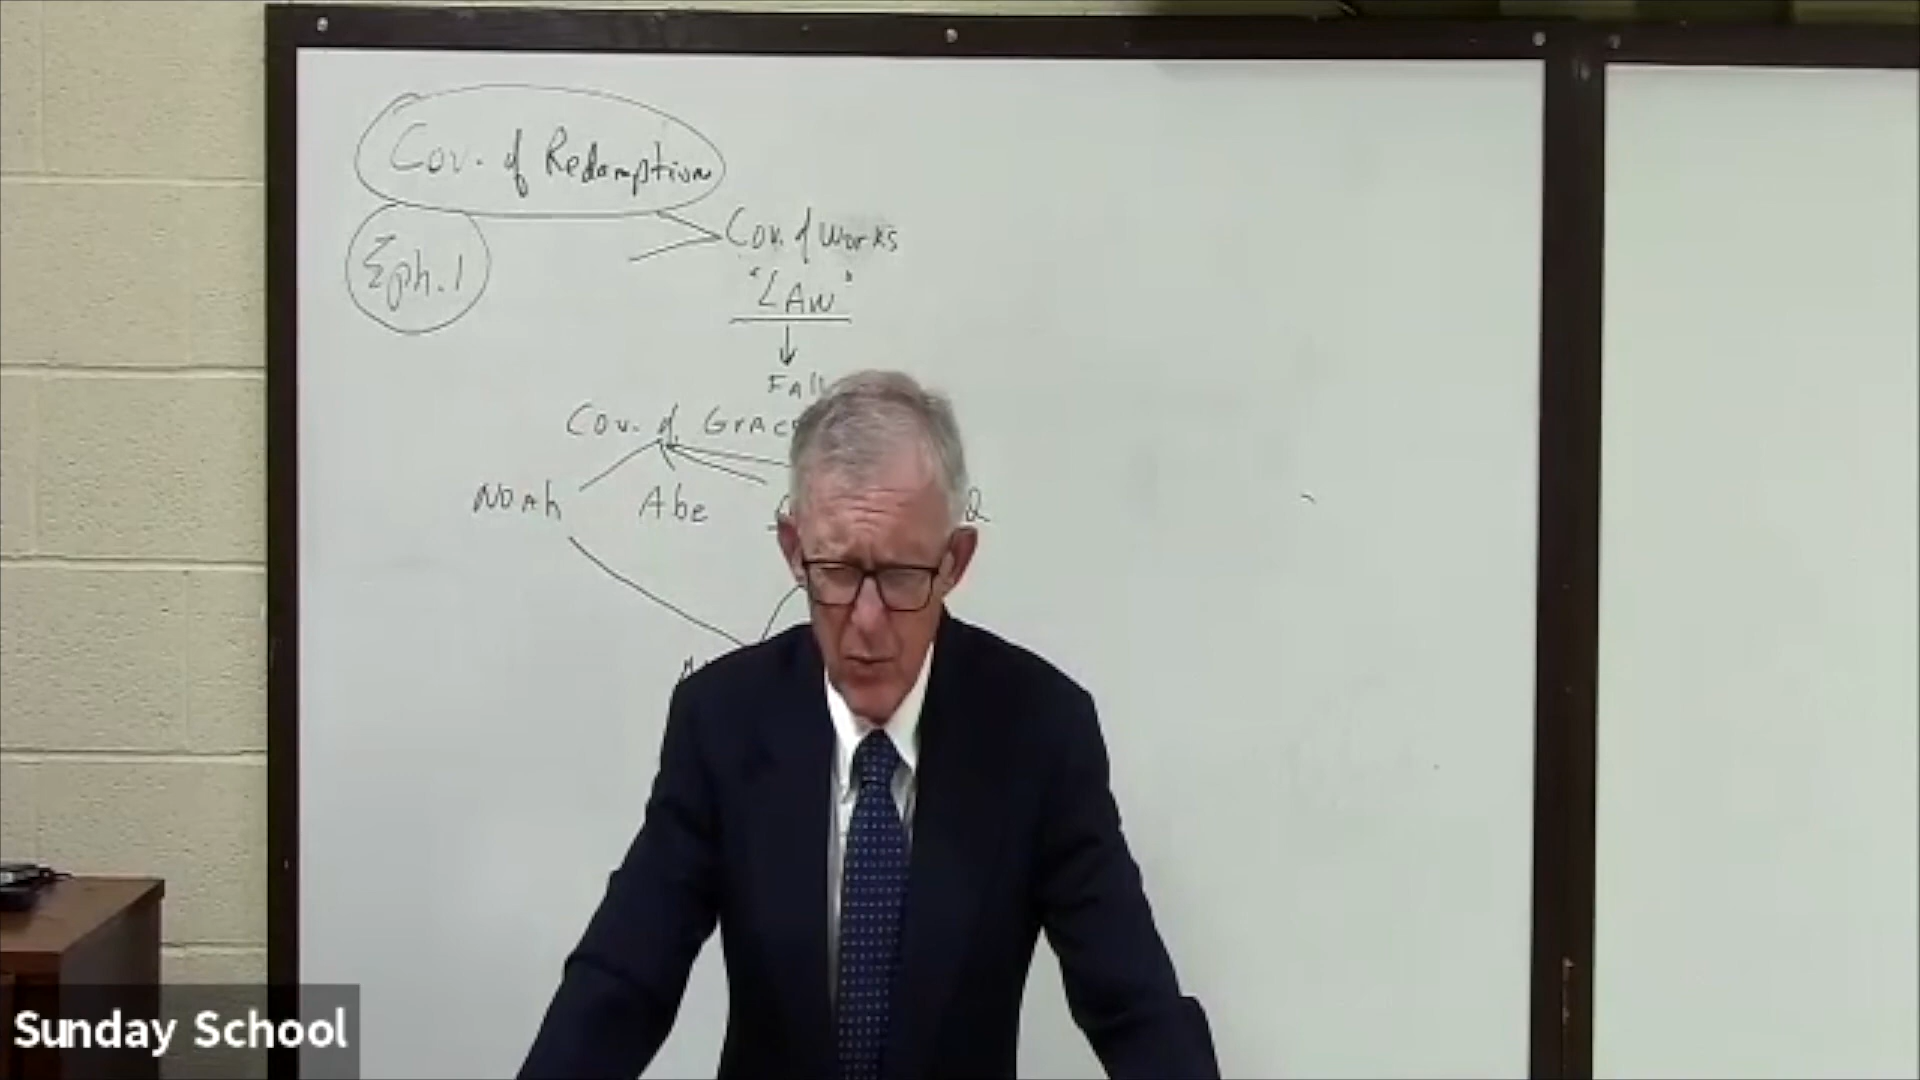 Cov. of Redemption
Eph. 1
Cov. of Works
"LAW"
Fall
Cov. of Grace
Noah Abe
Sunday School